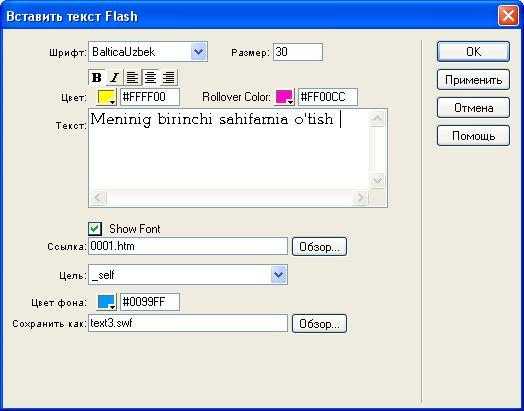 Вставить текст Flash
Шрифт: BalticaUzbek Размер: 30 OK
B I Применить
Цвет: #FFFF00 Rollover Color: #FF00CC Отмена
Текст: Meninig birinchi sahifamia o'tish Помощь
Show Font
Ссылка: 0001.htm Обзор...
Цель: _self
Цвет фона: #0099FF
Сохранить как: text3.swf Обзор...